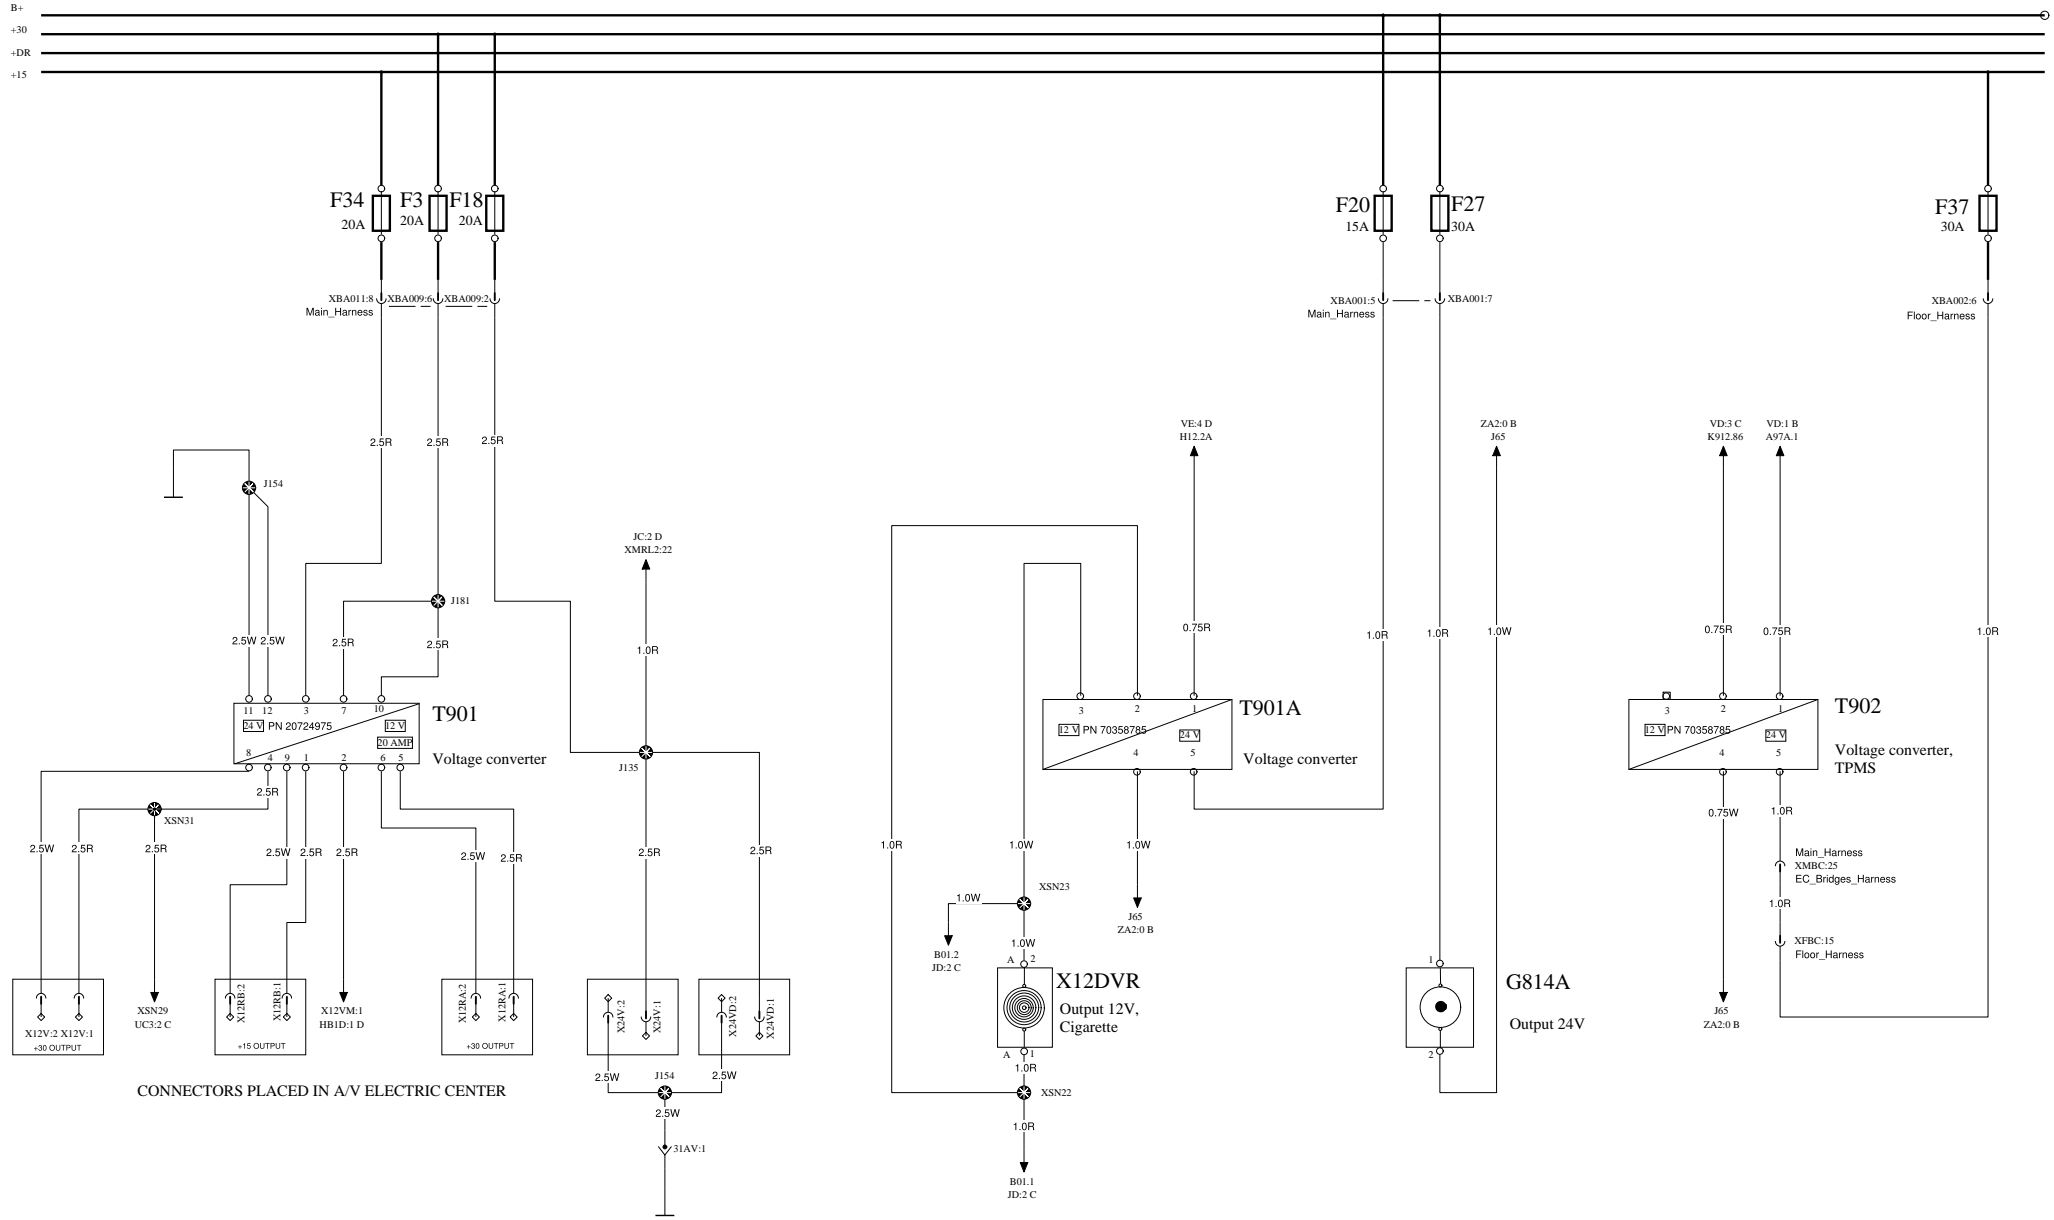 B+
+30
+DR
+15
F34
20A
F3
20A
F18
20A
F20
15A
F27
30A
F37
30A
XBA011:8
XBA009:6
XBA009:2
Main_Harness
XBA001:5
XBA001:7
Main_Harness
XBA002:6
Floor_Harness
2.5R
2.5R
2.5R
VE:4 D
H12.2A
ZA2:0 B
J65
VD:3 C
K912.86
VD:1 B
A97A.1
J154
JC:2 D
XMRL2:22
J181
2.5W
2.5W
2.5R
2.5R
1.0R
0.75R
1.0R
1.0R
1.0W
0.75R
0.75R
1.0R
11
12
3
7
10
24 V
PN 20724975
12 V
20 AMP
8
4
9
1
2
6
5
T901
Voltage converter
J135
3
2
1
12 V
PN 70358785
24 V
4
5
T901A
Voltage converter
3
2
1
12 V
PN 70358785
24 V
4
5
T902
Voltage converter,
TPMS
2.5R
XSN31
2.5W
2.5R
2.5R
2.5W
2.5R
2.5R
2.5W
2.5R
2.5R
2.5R
1.0R
1.0W
1.0W
0.75W
1.0R
Main_Harness
XMBC:25
EC_Bridges_Harness
1.0R
XFBC:15
Floor_Harness
XSN23
1.0W
J65
ZA2:0 B
B01.2
JD:2 C
1.0W
A
2
X12DVR
Output 12V,
Cigarette
A
1
1.0R
XSN22
1.0R
B01.1
JD:2 C
1
G814A
Output 24V
2
J65
ZA2:0 B
X12V:2
X12V:1
+30 OUTPUT
XSN29
UC3:2 C
X12RB:2
X12RB:1
+15 OUTPUT
X12VM:1
HB1D:1 D
X12RA:2
X12RA:1
+30 OUTPUT
X24V:2
X24V:1
X24VD:2
X24VD:1
CONNECTORS PLACED IN A/V ELECTRIC CENTER
2.5W
J154
2.5W
2.5W
31AV:1